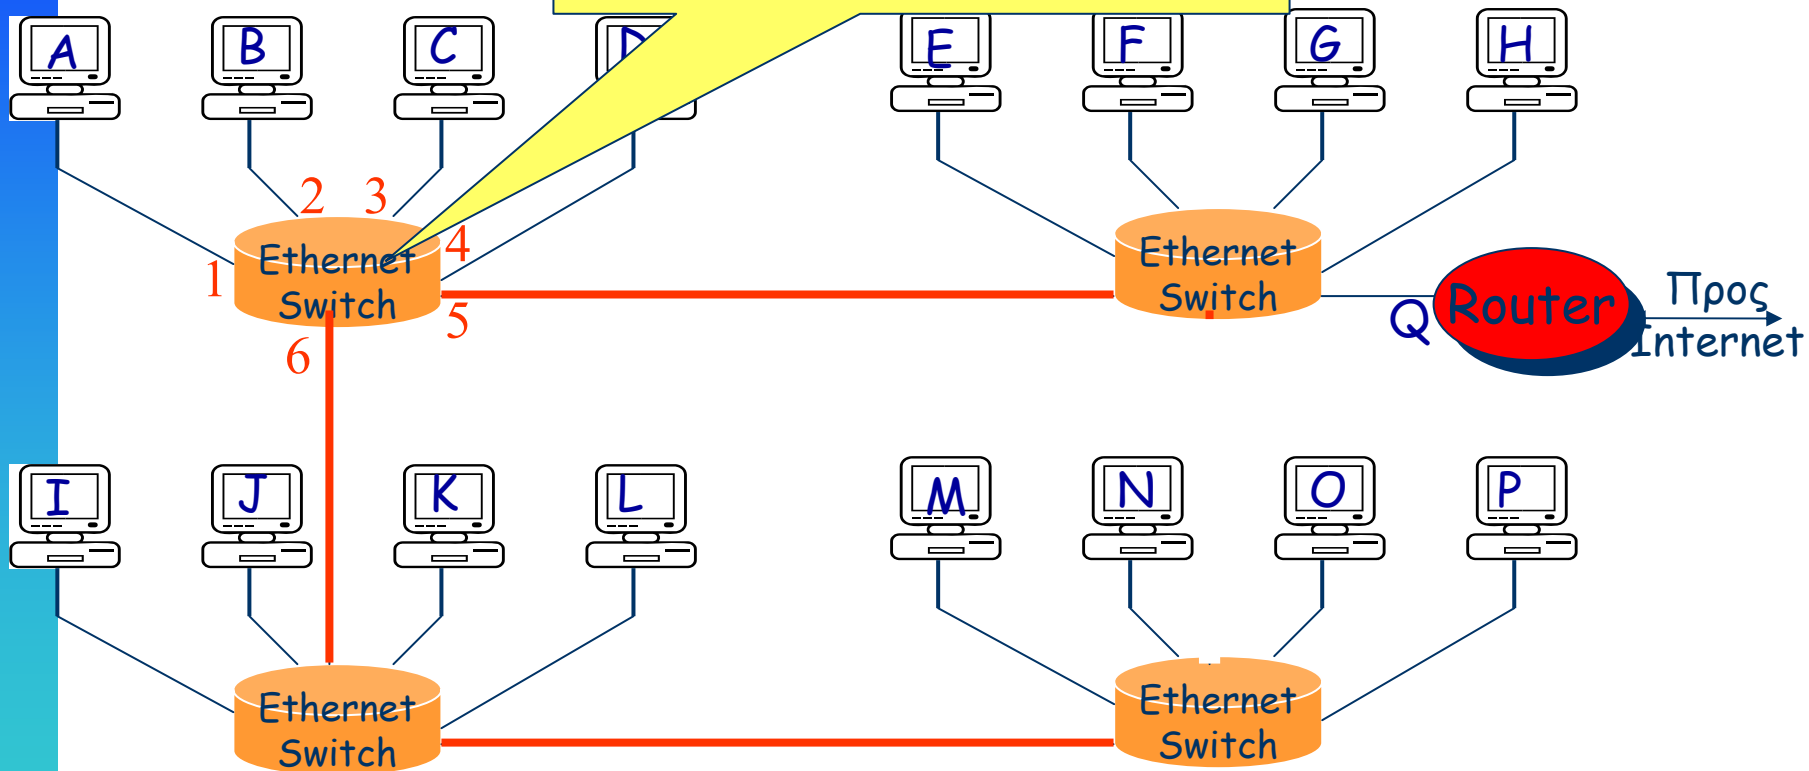 A B C D E F G H
2 3
4
1
Ethernet
Switch
5
6
Ethernet
Switch
Q
Router
Προς
Internet
I J K L M N O P
Ethernet
Switch
Ethernet
Switch